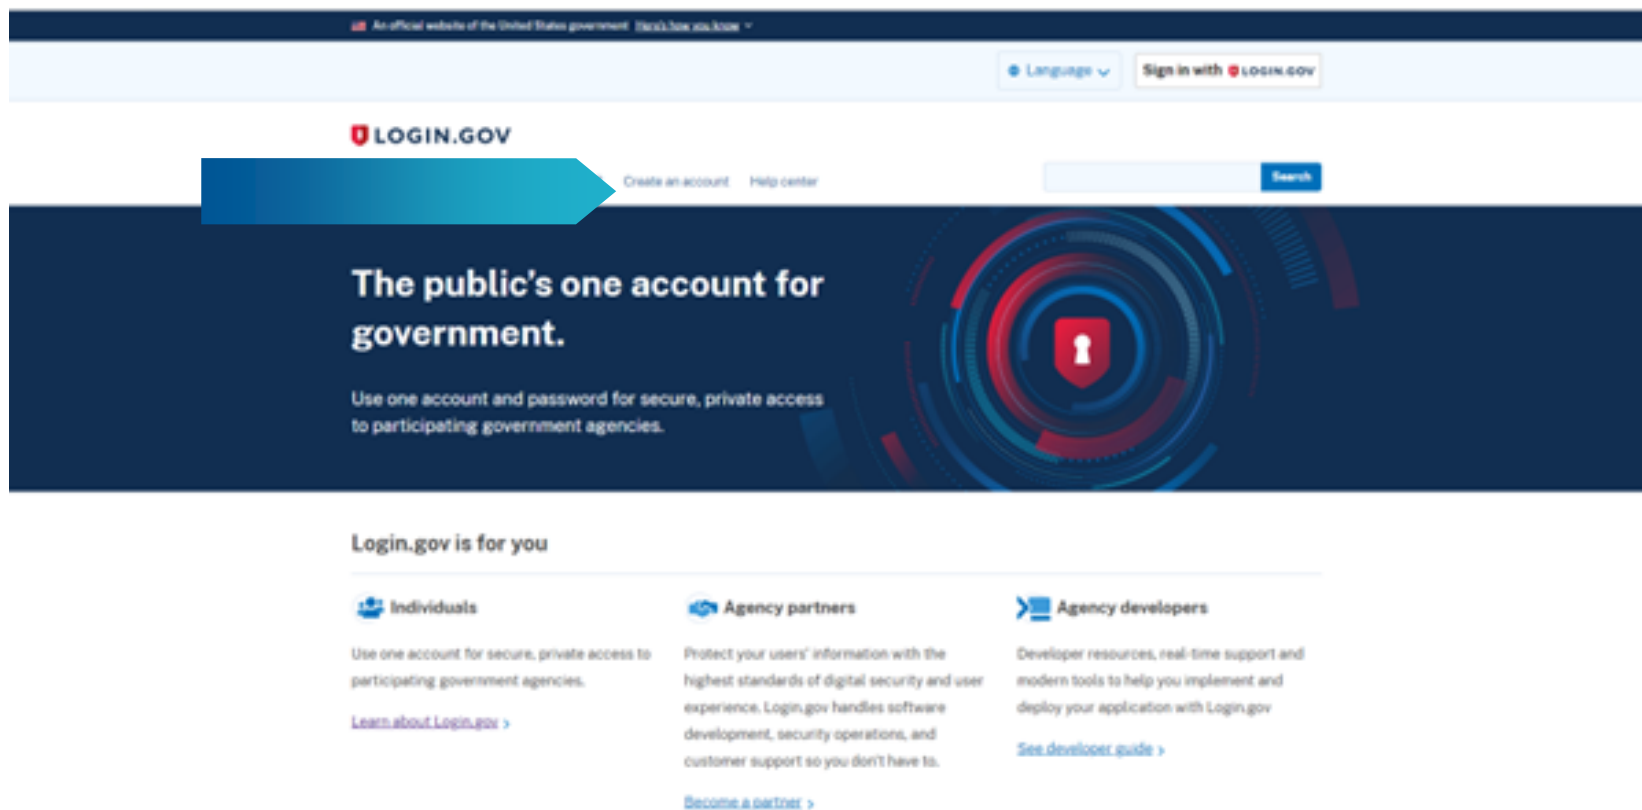 An official website of the United States government Here's how you know
Language
Sign in with LOGIN.GOV
LOGIN.GOV
Create an account Help center
Search
The public's one account for
government.
Use one account and password for secure, private access
to participating government agencies.
Login.gov is for you
Individuals
Use one account for secure, private access to
participating government agencies.
Learn about Login.gov >
Agency partners
Protect your users' information with the
highest standards of digital security and user
experience. Login.gov handles software
development, security operations, and
customer support so you don't have to.
Become a partner >
Agency developers
Developer resources, real-time support and
modern tools to help you implement and
deploy your application with Login.gov
See developer guide >